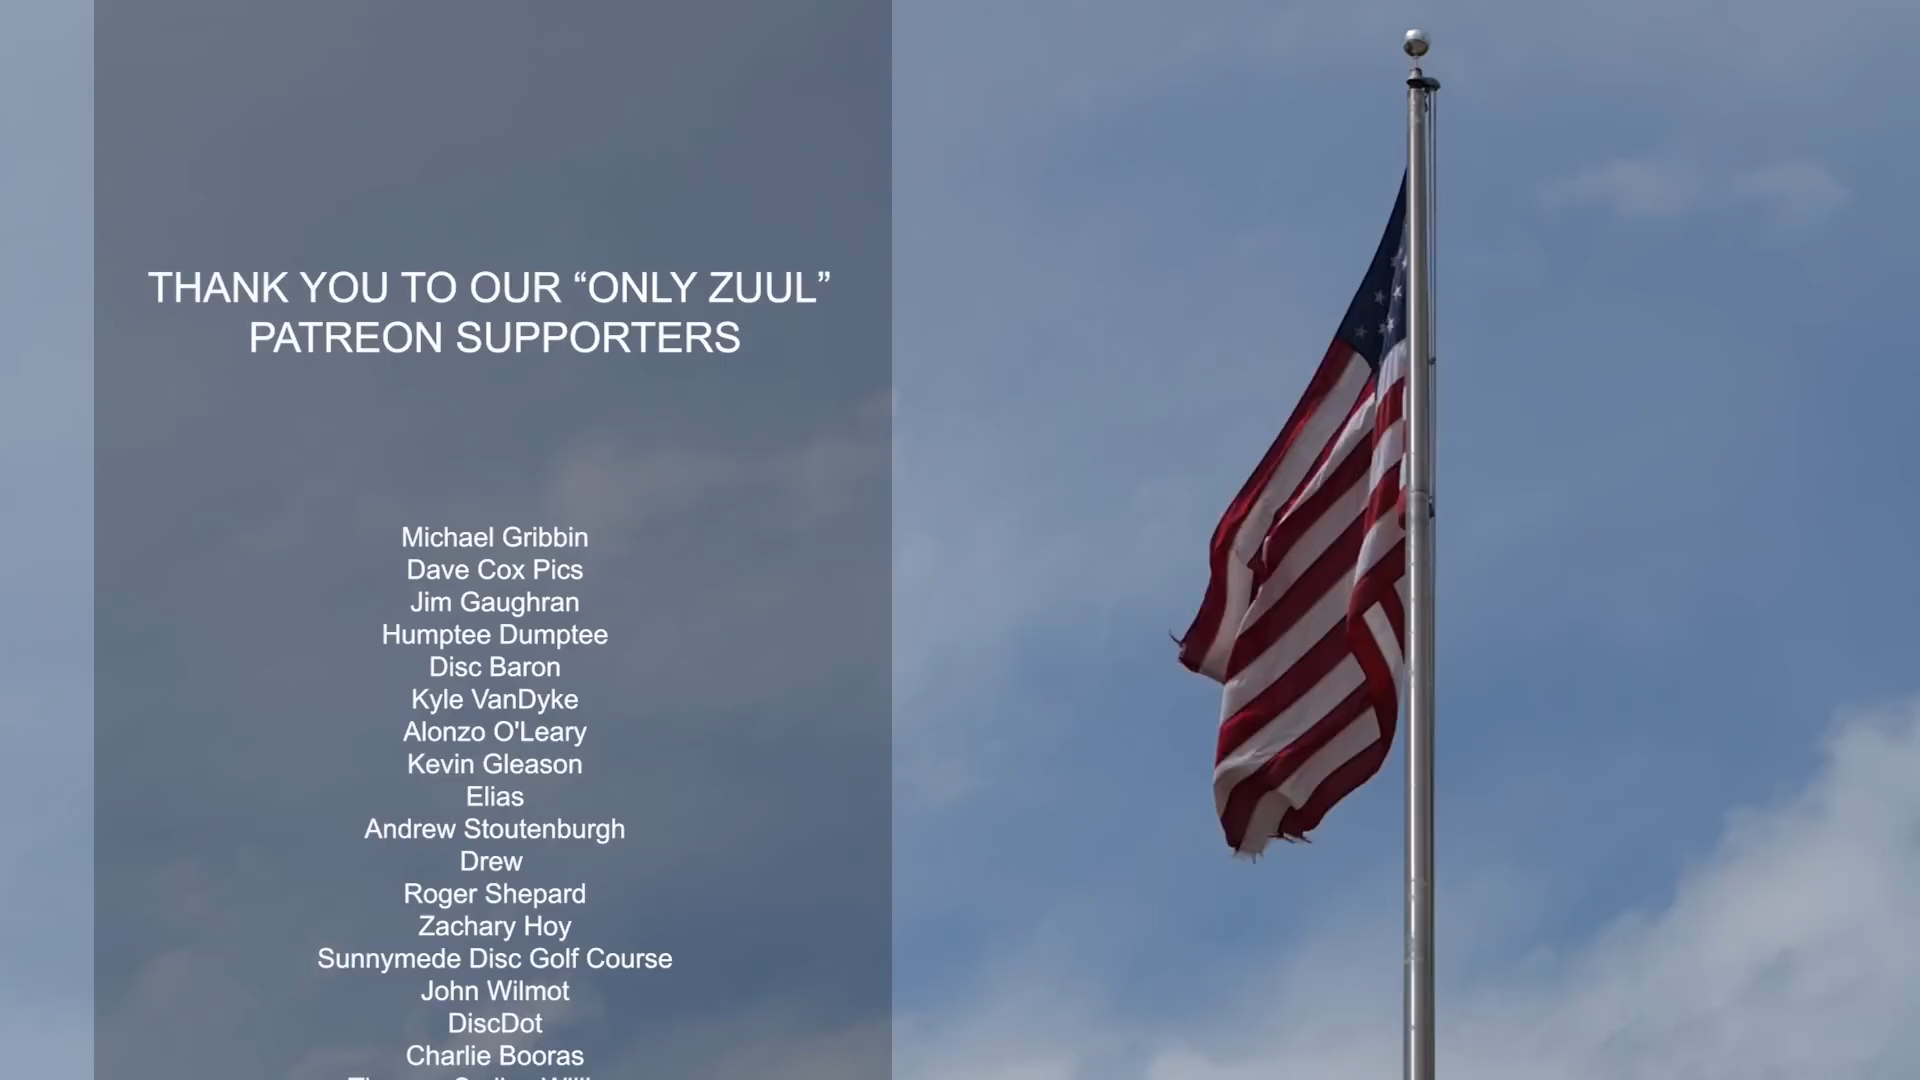 THANK YOU TO OUR “ONLY ZUUL”
PATREON SUPPORTERS
Michael Gribbin
Dave Cox Pics
Jim Gaughran
Humptee Dumptee
Disc Baron
Kyle VanDyke
Alonzo O'Leary
Kevin Gleason
Elias
Andrew Stoutenburgh
Drew
Roger Shepard
Zachary Hoy
Sunnymede Disc Golf Course
John Wilmot
DiscDot
Charlie Booras